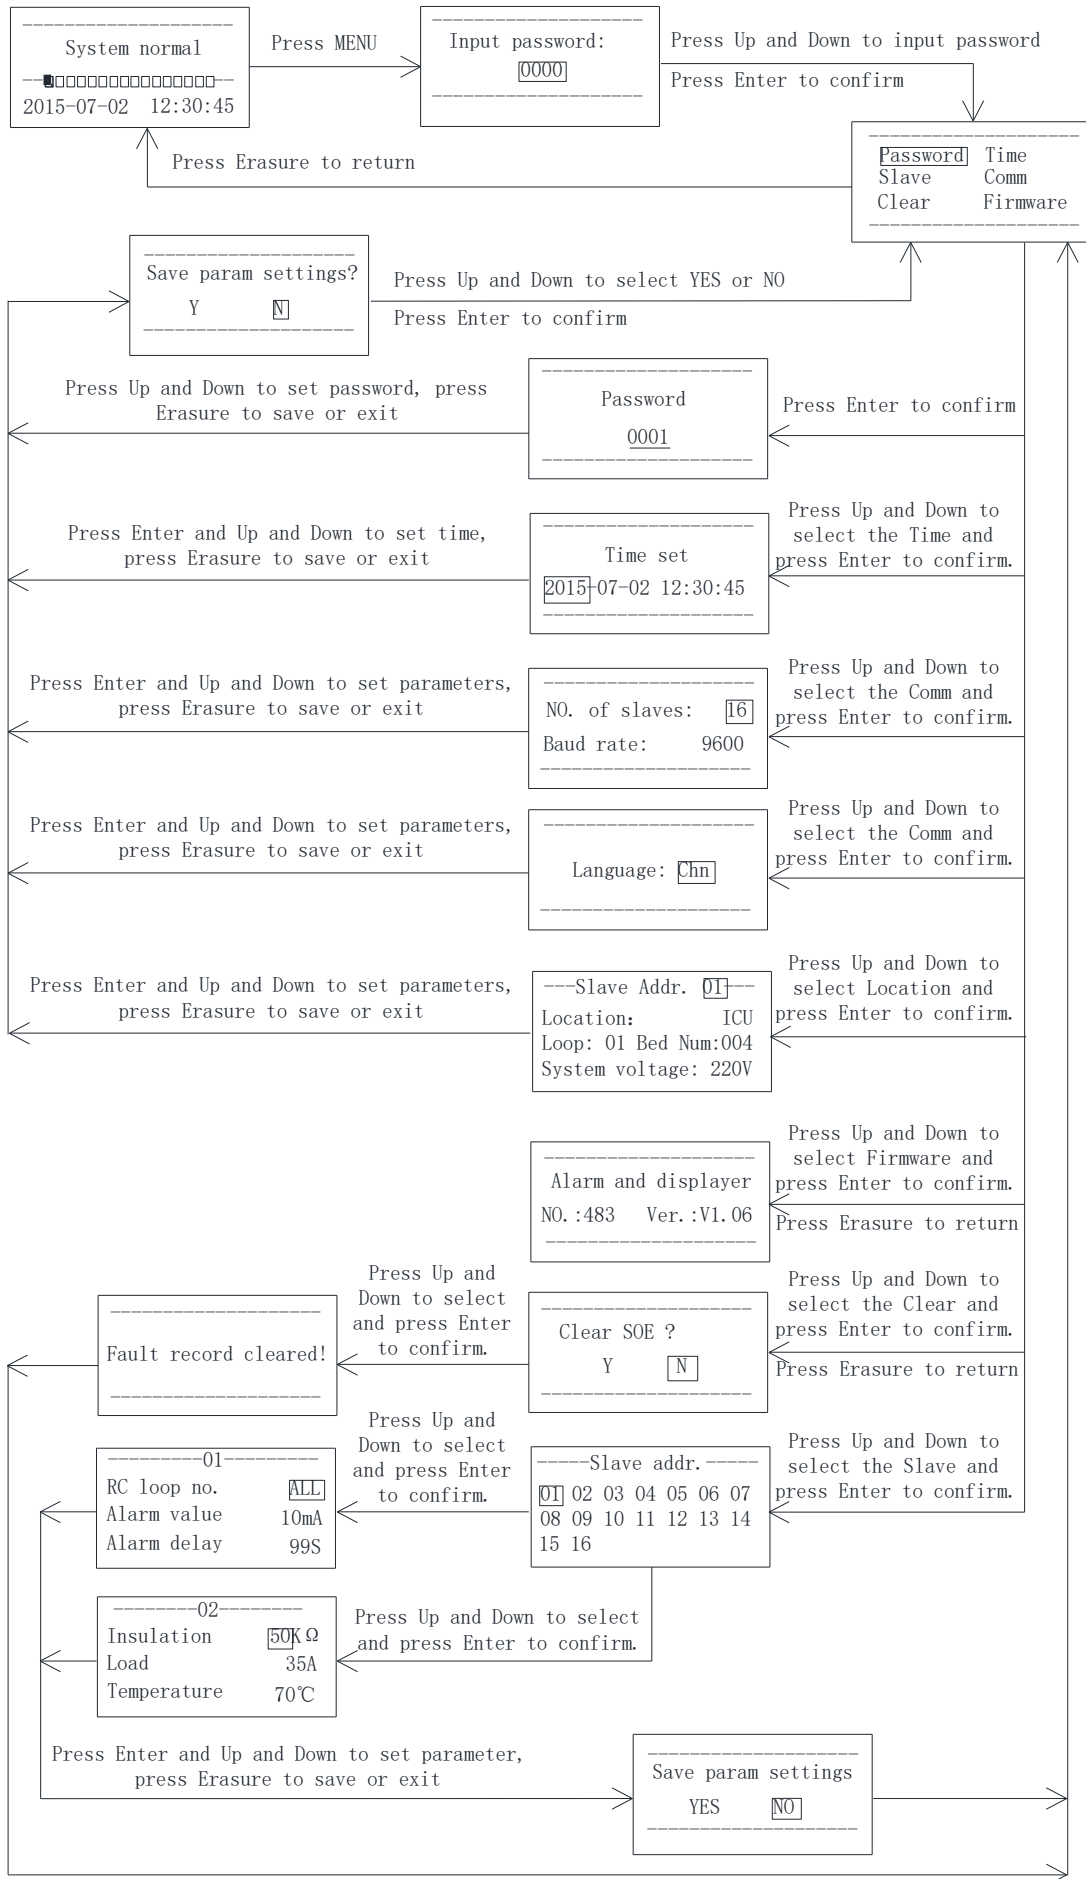 System normal
2015-07-02 12:30:45
Press MENU
Input password:
0000
Press Up and Down to input password
Press Enter to confirm
Password Time
Slave Comm
Clear Firmware
Press Erasure to return
Save param settings?
Y N
Press Up and Down to select YES or NO
Press Enter to confirm
Press Up and Down to set password, press
Erasure to save or exit
Password
0001
Press Enter to confirm
Press Enter and Up and Down to set time,
press Erasure to save or exit
Time set
2015-07-02 12:30:45
Press Up and Down to
select the Time and
press Enter to confirm.
Press Enter and Up and Down to set parameters,
press Erasure to save or exit
NO. of slaves: 16
Baud rate: 9600
Press Up and Down to
select the Comm and
press Enter to confirm.
Press Enter and Up and Down to set parameters,
press Erasure to save or exit
Language: Chn
Press Up and Down to
select the Comm and
press Enter to confirm.
Press Enter and Up and Down to set parameters,
press Erasure to save or exit
---Slave Addr. 01---
Location: ICU
Loop: 01 Bed Num:004
System voltage: 220V
Press Up and Down to
select Location and
press Enter to confirm.
Alarm and displayer
NO.:483 Ver.:V1.06
Press Up and Down to
select Firmware and
press Enter to confirm.
Press Erasure to return
Fault record cleared!
Press Up and
Down to select
and press Enter
to confirm.
Clear SOE ?
Y N
Press Up and Down to
select the Clear and
press Enter to confirm.
Press Erasure to return
---------01---------
RC loop no. ALL
Alarm value 10mA
Alarm delay 99S
Press Up and
Down to select
and press Enter
to confirm.
-----Slave addr.-----
01 02 03 04 05 06 07
08 09 10 11 12 13 14
15 16
Press Up and Down to
select the Slave and
press Enter to confirm.
--------02--------
Insulation 50KΩ
Load 35A
Temperature 70℃
Press Up and Down to select
and press Enter to confirm.
Press Enter and Up and Down to set parameter,
press Erasure to save or exit
Save param settings
YES NO